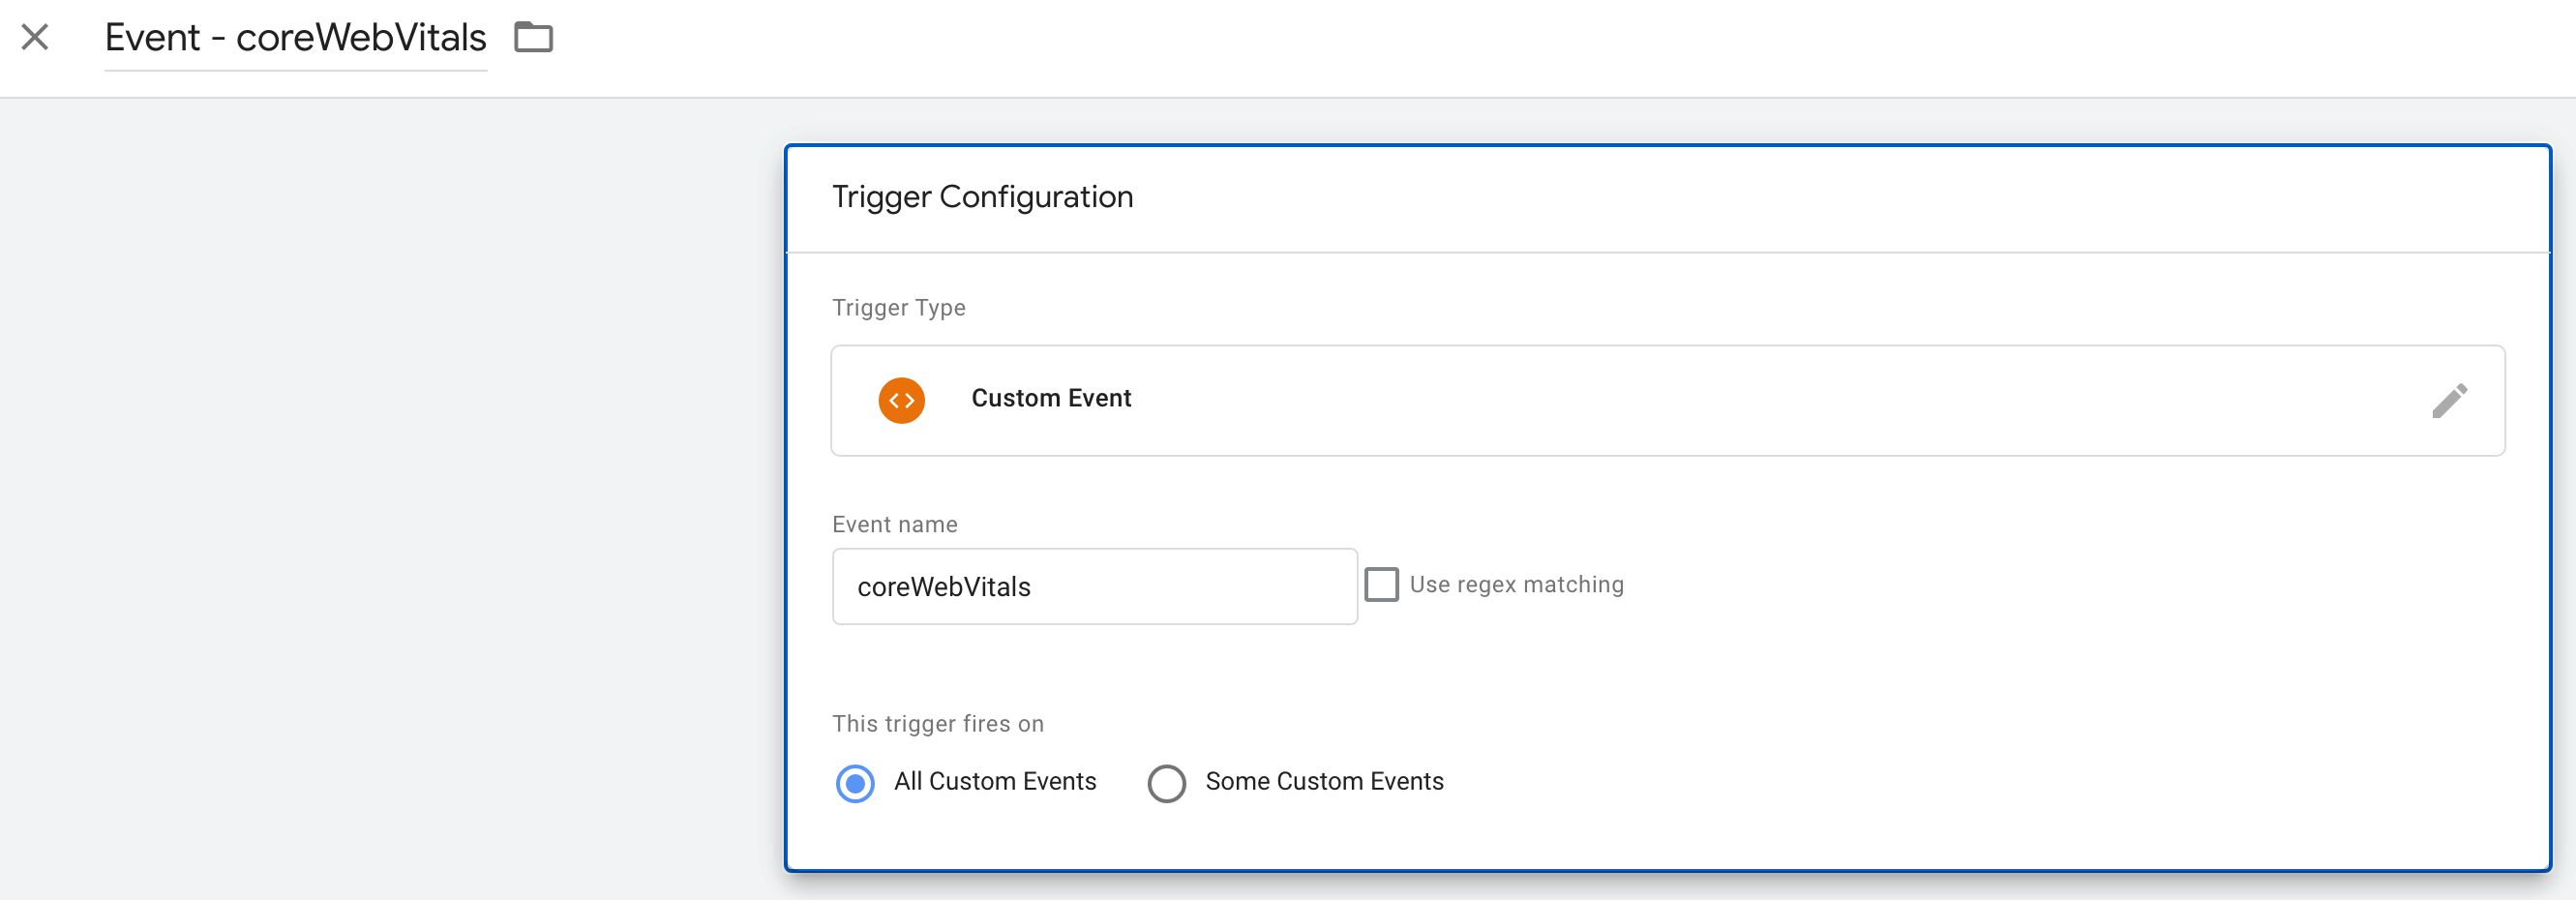 Event - coreWebVitals
Trigger Configuration
Trigger Type
Custom Event
Event name
coreWebVitals
Use regex matching
This trigger fires on
All Custom Events
Some Custom Events